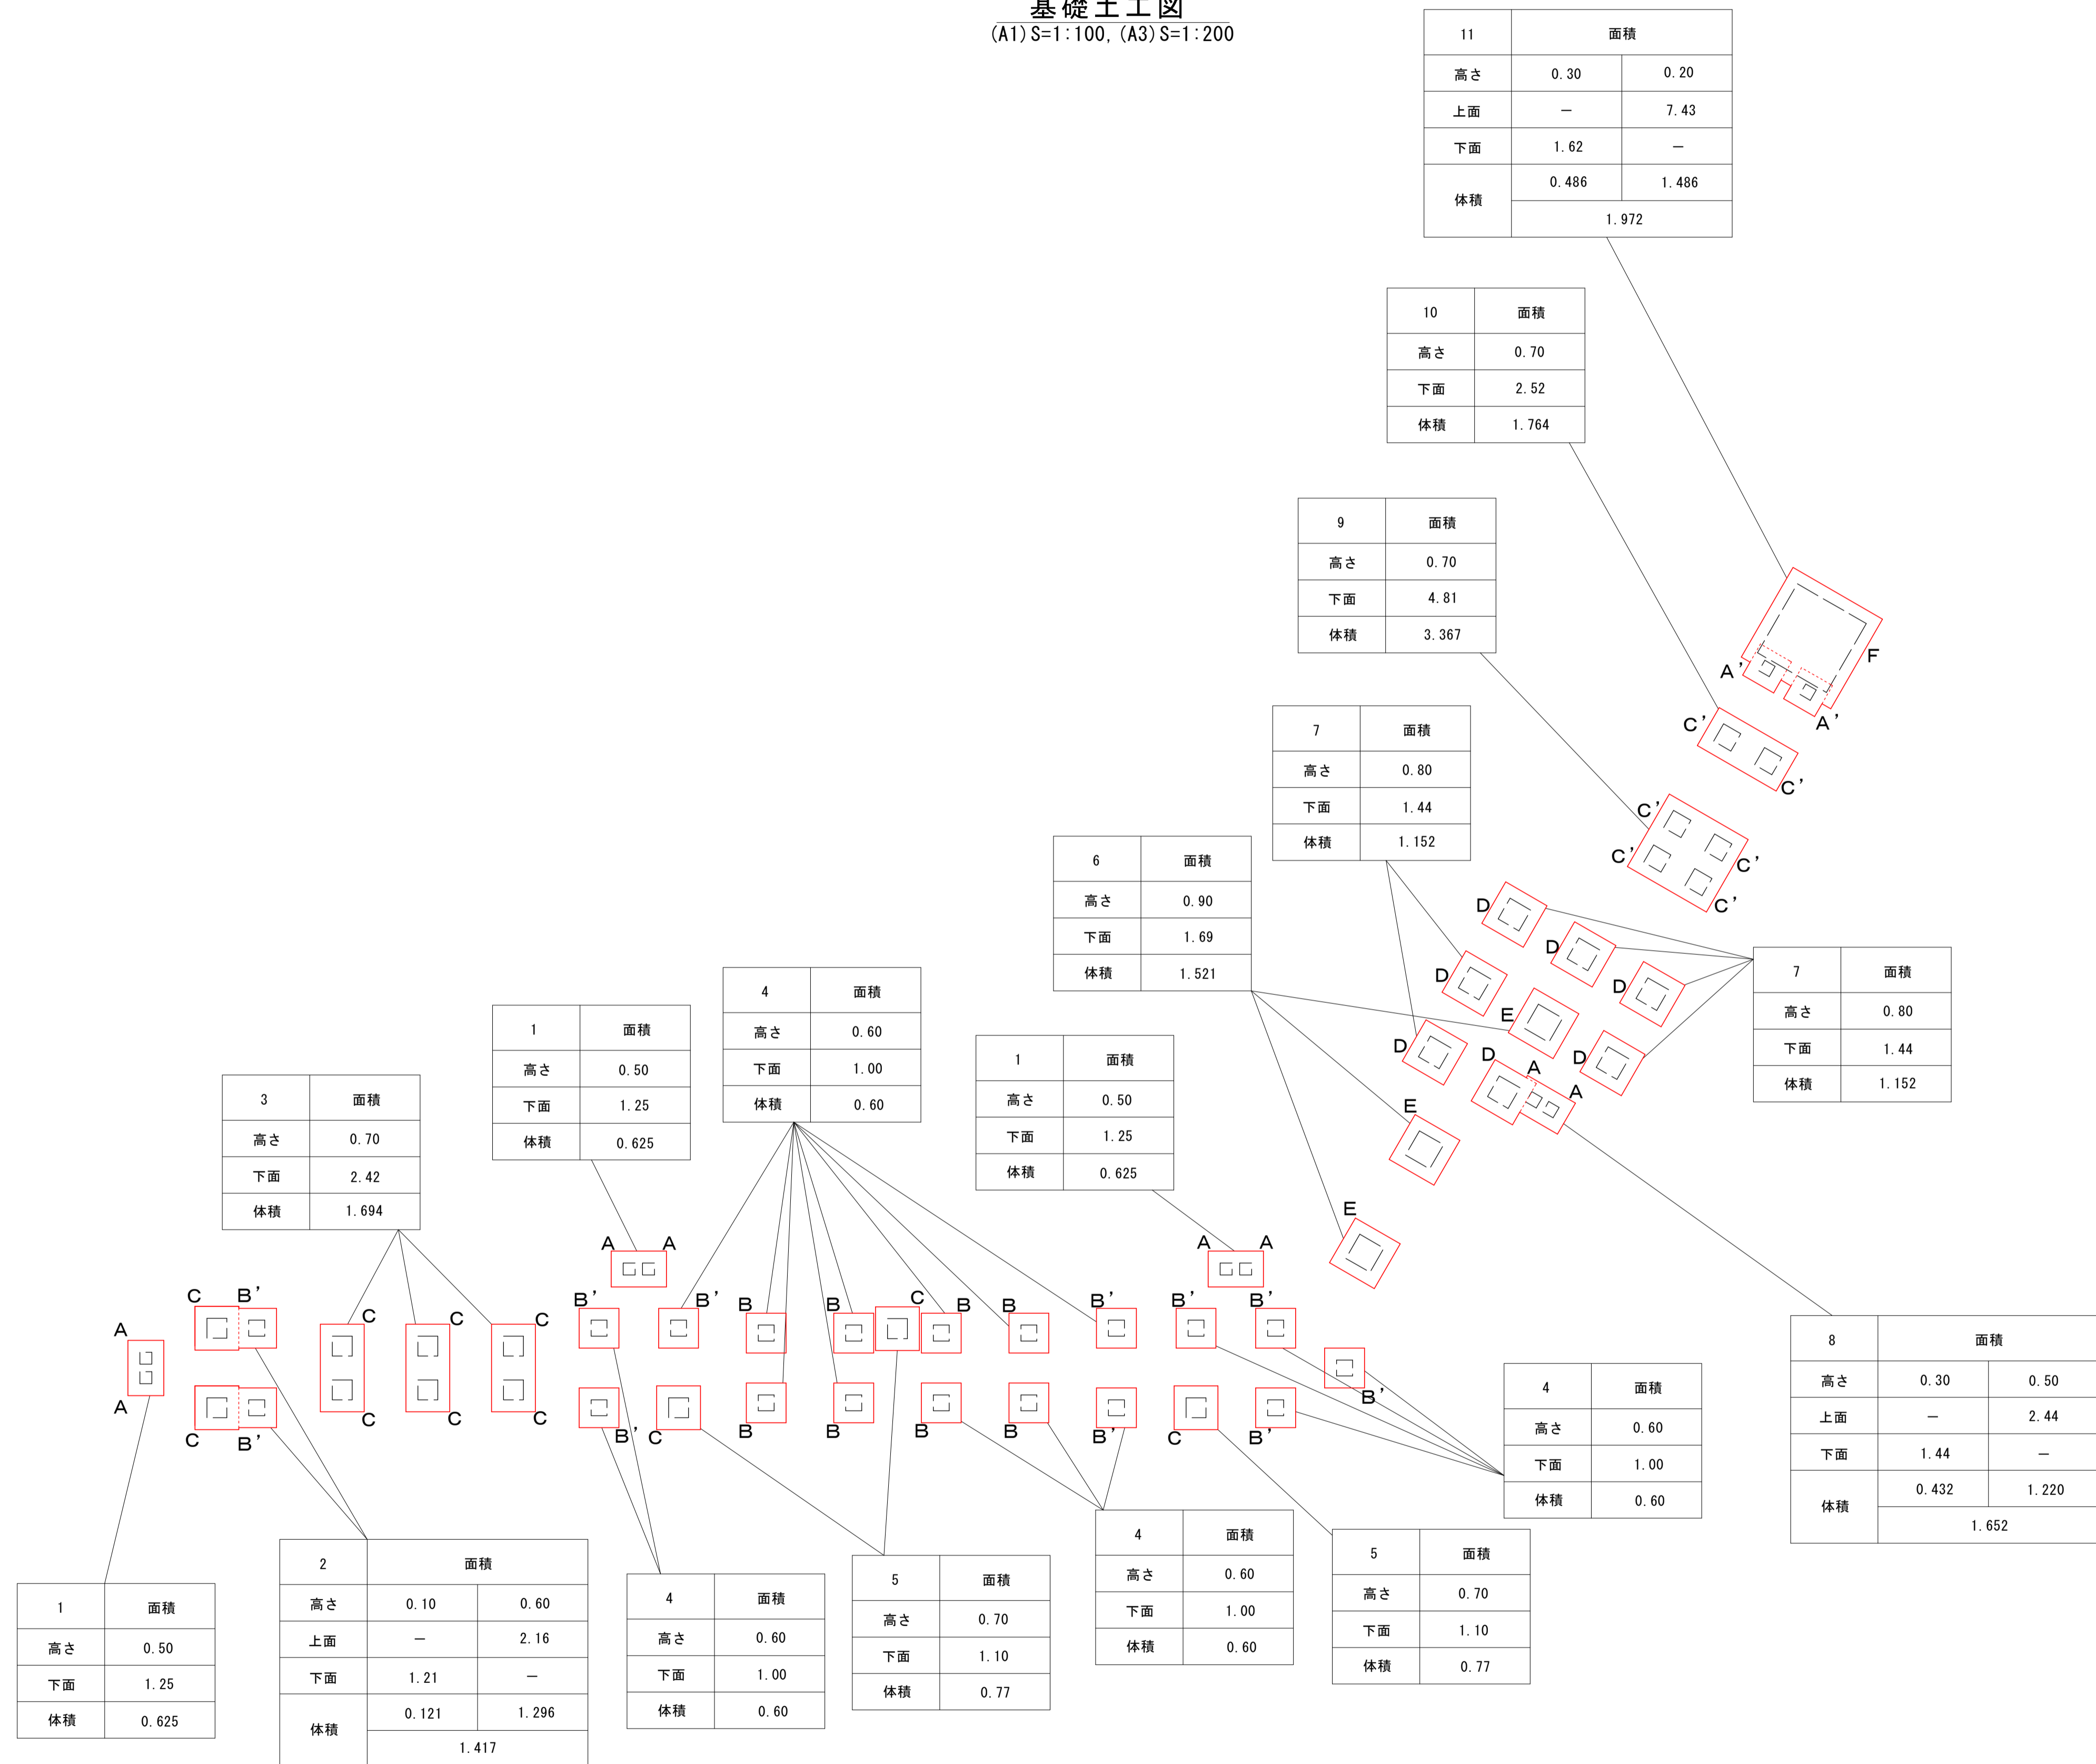 基礎土工図
(A1)S=1:100, (A3)S=1:200
11 面積
高さ 0.30 0.20
上面 — 7.43
下面 1.62 —
体積 0.486 1.486
1.972
10 面積
高さ 0.70
下面 2.52
体積 1.764
9 面積
高さ 0.70
下面 4.81
体積 3.367
F
A'
A'
C'
C'
7 面積
高さ 0.80
下面 1.44
体積 1.152
C'
C'
C'
C'
6 面積
高さ 0.90
下面 1.69
体積 1.521
D
D
D
D
E
D
D
D
A
A
E
E
7 面積
高さ 0.80
下面 1.44
体積 1.152
4 面積
高さ 0.60
下面 1.00
体積 0.60
1 面積
高さ 0.50
下面 1.25
体積 0.625
1 面積
高さ 0.50
下面 1.25
体積 0.625
3 面積
高さ 0.70
下面 2.42
体積 1.694
A A
A A
C B'
B' B' B B C B B B' B' B'
A
C C C
A
C B'
C C C
B' C B B B B B' C B'
B'
8 面積
高さ 0.30 0.50
上面 — 2.44
下面 1.44 —
体積 0.432 1.220
1.652
4 面積
高さ 0.60
下面 1.00
体積 0.60
4 面積
高さ 0.60
下面 1.00
体積 0.60
5 面積
高さ 0.70
下面 1.10
体積 0.77
1 面積
高さ 0.50
下面 1.25
体積 0.625
2 面積
高さ 0.10 0.60
上面 — 2.16
下面 1.21 —
体積 0.121 1.296
1.417
4 面積
高さ 0.60
下面 1.00
体積 0.60
5 面積
高さ 0.70
下面 1.10
体積 0.77